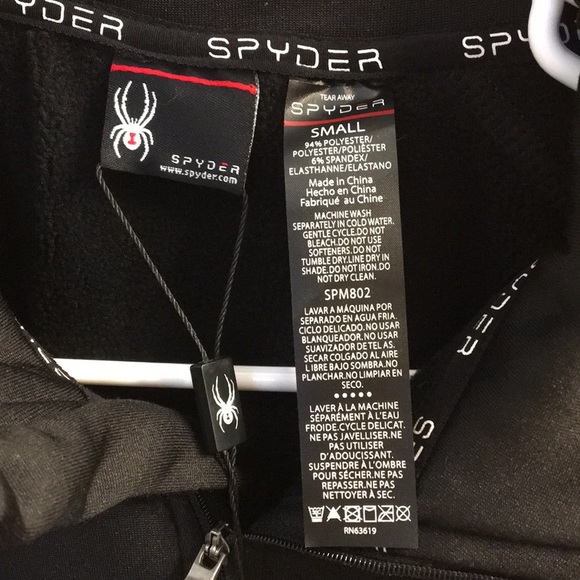 SPYDER
SPYDER
SPYDER
www.spyder.com
TEAR AWAY
SPYDER
SMALL
94% POLYESTER/
POLYESTER/POLIÉSTER
6% SPANDEX/
ELASTHANNE/ELASTANO
Made in China
Hecho en China
Fabriqué au Chine
MACHINE WASH
SEPARATELY IN COLD WATER.
GENTLE CYCLE.DO NOT
BLEACH.DO NOT USE
SOFTENERS.DO NOT
TUMBLE DRY.LINE DRY IN
SHADE.DO NOT IRON.DO
NOT DRY CLEAN.
SPM802
LAVAR A MÁQUINA POR
SEPARADO EN AGUA FRIA.
CICLO DELICADO.NO USAR
BLANQUEADOR.NO USAR
SUAVIZADOR DE TEL AS.
SECAR COLGADO AL AIRE
L IBRE BAJO SOMBRA.NO
PLANCHAR.NO LIMPIAR EN
SECO.
LAVER À LA MACHINE
SÉPARÉMENT À L'EAU
FROIDE.CYCLE DELICAT.
NE PAS JAVELLISER.NE
PAS UTILISER
D'ADOUCISSANT.
SUSPENDRE À L'OMBRE
POUR SÉCHER.NE PAS
REPASSER.NE PAS
NETTOYER À SEC.
RN63619
SPYDER